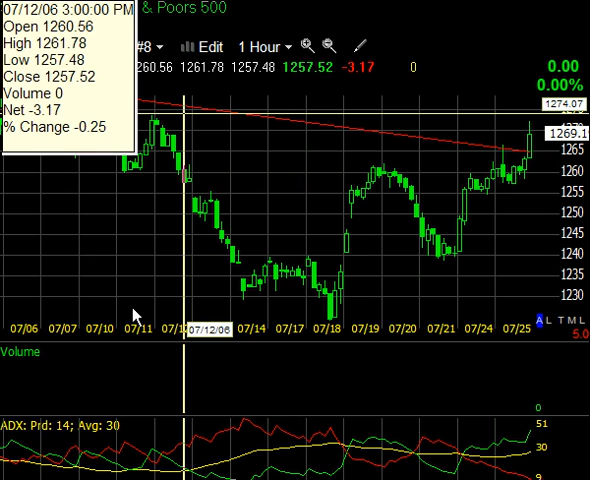 07/12/06 3:00:00 PM
& Poors 500
Open 1260.56
High 1261.78
Low 1257.48
Close 1257.52
Volume 0
Net -3.17
% Change -0.25
#8 Edit 1 Hour
260.56 1261.78 1257.48 1257.52 -3.17 0
0.00
0.00%
1274.07
1269.1
1265
1260
1255
1250
1245
1240
1235
1230
07/06 07/07 07/10 07/11 07/1 07/12/06 07/14 07/17 07/18 07/19 07/20 07/21 07/24 07/25 A L T M L
5.0
Volume
0
ADX: Prd: 14; Avg: 30
51
30
9